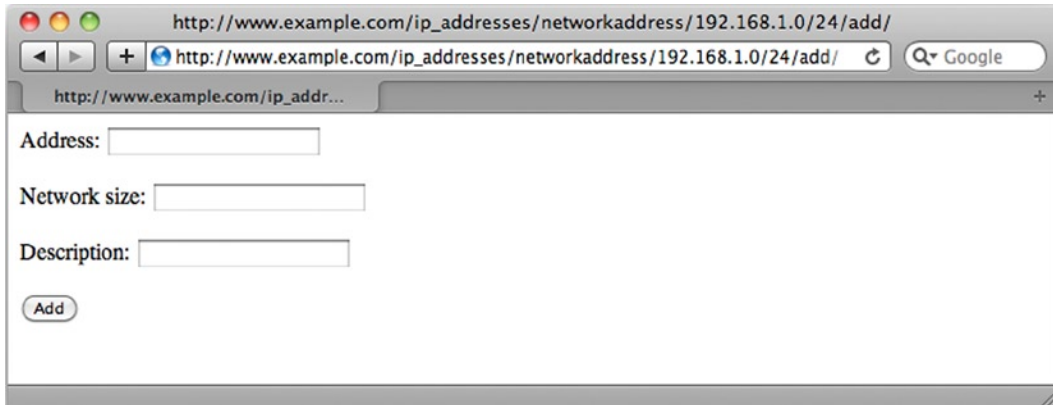 http://www.example.com/ip_addresses/networkaddress/192.168.1.0/24/add/
http://www.example.com/ip_addresses/networkaddress/192.168.1.0/24/add/
Google
http://www.example.com/ip_addr...
Address:
Network size:
Description:
Add